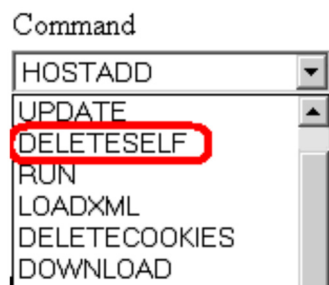 Command
HOSTADD
UPDATE
DELETESELF
RUN
LOADXML
DELETECOOKIES
DOWNLOAD